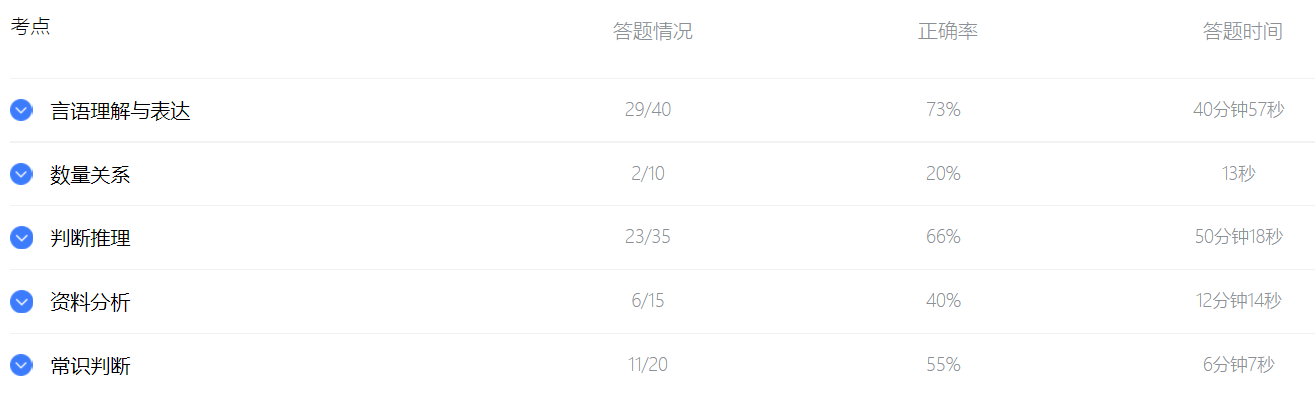 考点 答题情况 正确率 答题时间
言语理解与表达 29/40 73% 40分钟57秒
数量关系 2/10 20% 13秒
判断推理 23/35 66% 50分钟18秒
资料分析 6/15 40% 12分钟14秒
常识判断 11/20 55% 6分钟7秒